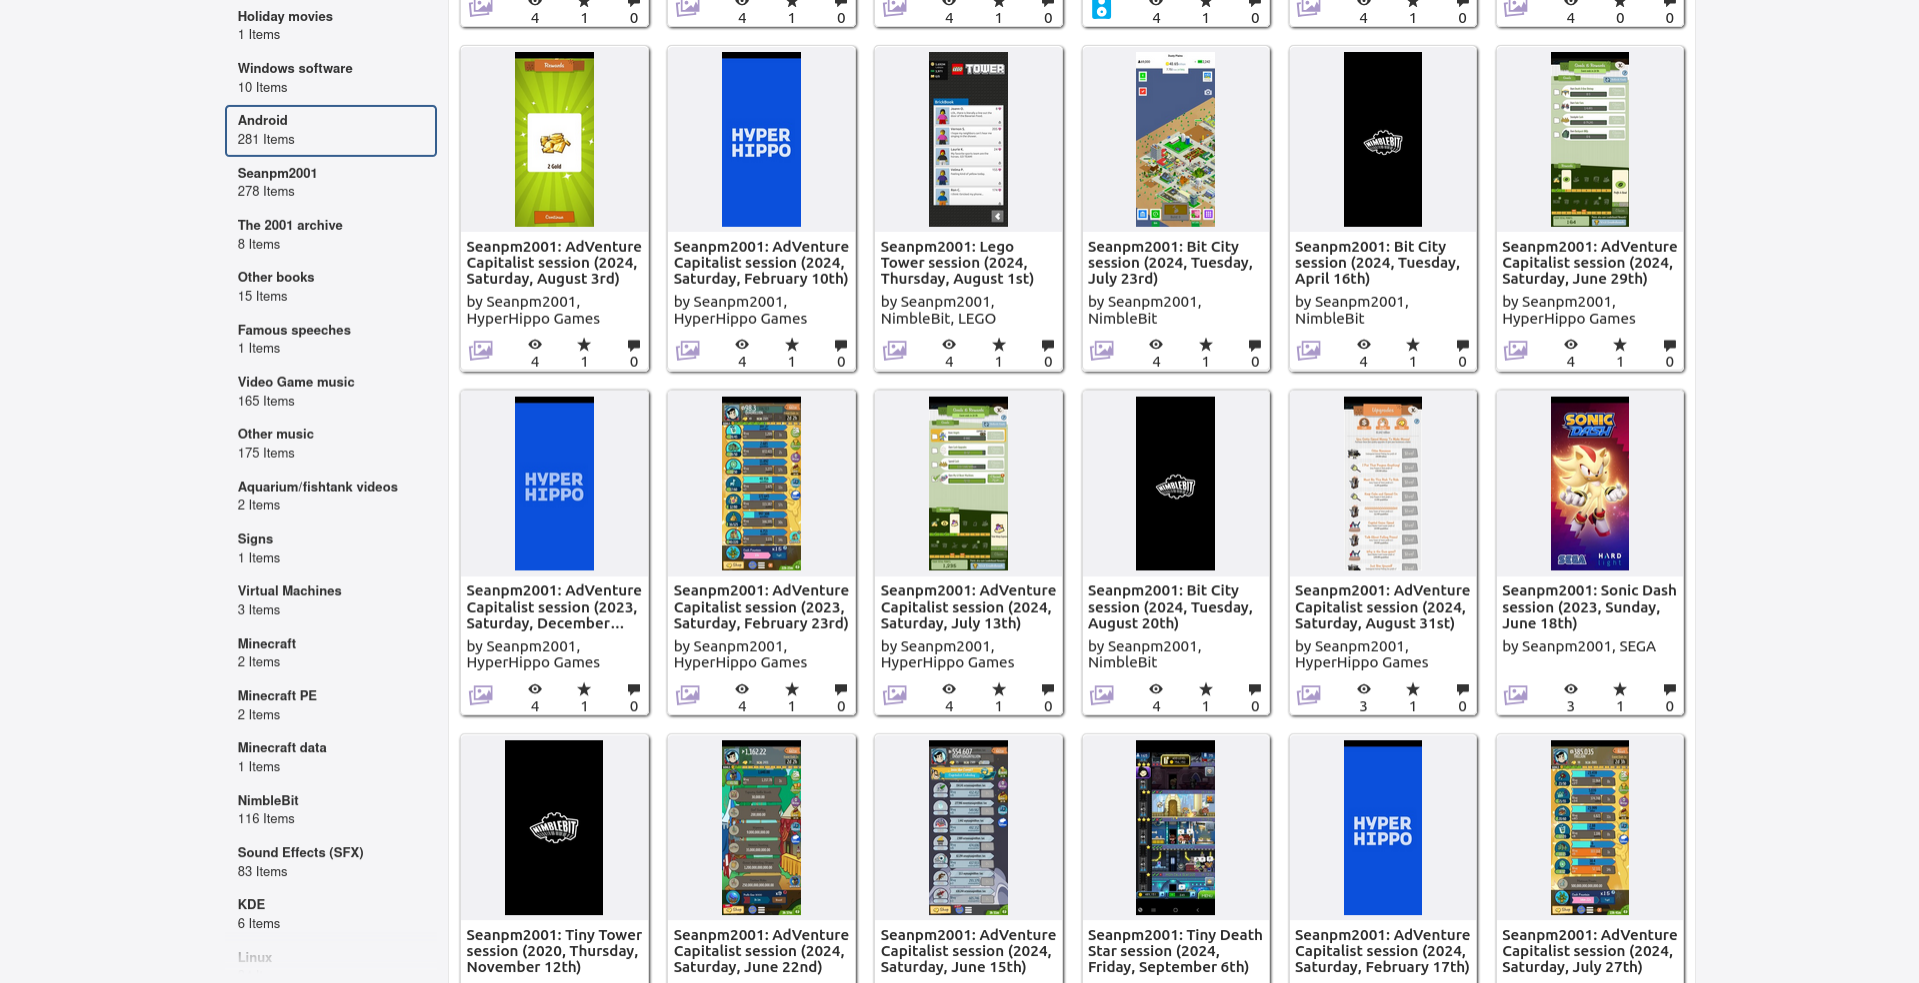 Holiday movies
1 Items
Windows software
10 Items
Android
281 Items
Seanpm2001
278 Items
The 2001 archive
8 Items
Other books
15 Items
Famous speeches
1 Items
Video Game music
165 Items
Other music
175 Items
Aquarium/fishtank videos
2 Items
Signs
1 Items
Virtual Machines
3 Items
Minecraft
2 Items
Minecraft PE
2 Items
Minecraft data
1 Items
NimbleBit
116 Items
Sound Effects (SFX)
83 Items
KDE
6 Items
Linux
4 1 0
4 1 0
4 1 0
4 1 0
4 1 0
4 0 0
Rewards
2 Gold
Continue
Seanpm2001: AdVenture
Capitalist session (2024,
Saturday, August 3rd)
by Seanpm2001,
HyperHippo Games
4 1 0
HYPER
HIPPO
Seanpm2001: AdVenture
Capitalist session (2024,
Saturday, February 10th)
by Seanpm2001,
HyperHippo Games
4 1 0
LEGO TOWER
Seanpm2001: Lego
Tower session (2024,
Thursday, August 1st)
by Seanpm2001,
NimbleBit, LEGO
4 1 0
Seanpm2001: Bit City
session (2024, Tuesday,
July 23rd)
by Seanpm2001,
NimbleBit
4 1 0
NIMBLEBIT
Seanpm2001: Bit City
session (2024, Tuesday,
April 16th)
by Seanpm2001,
NimbleBit
4 1 0
Seanpm2001: AdVenture
Capitalist session (2024,
Saturday, June 29th)
by Seanpm2001,
HyperHippo Games
4 1 0
HYPER
HIPPO
Seanpm2001: AdVenture
Capitalist session (2023,
Saturday, December...
by Seanpm2001,
HyperHippo Games
4 1 0
Seanpm2001: AdVenture
Capitalist session (2023,
Saturday, February 23rd)
by Seanpm2001,
HyperHippo Games
4 1 0
Seanpm2001: AdVenture
Capitalist session (2024,
Saturday, July 13th)
by Seanpm2001,
HyperHippo Games
4 1 0
NIMBLEBIT
Seanpm2001: Bit City
session (2024, Tuesday,
August 20th)
by Seanpm2001,
NimbleBit
4 1 0
Upgrades
Seanpm2001: AdVenture
Capitalist session (2024,
Saturday, August 31st)
by Seanpm2001,
HyperHippo Games
3 1 0
SONIC
DASH
SEGA
HARD
light
Seanpm2001: Sonic Dash
session (2023, Sunday,
June 18th)
by Seanpm2001, SEGA
3 1 0
NIMBLEBIT
Seanpm2001: Tiny Tower
session (2020, Thursday,
November 12th)
Seanpm2001: AdVenture
Capitalist session (2024,
Saturday, June 22nd)
Seanpm2001: AdVenture
Capitalist session (2024,
Saturday, June 15th)
Seanpm2001: Tiny Death
Star session (2024,
Friday, September 6th)
HYPER
HIPPO
Seanpm2001: AdVenture
Capitalist session (2024,
Saturday, February 17th)
Seanpm2001: AdVenture
Capitalist session (2024,
Saturday, July 27th)